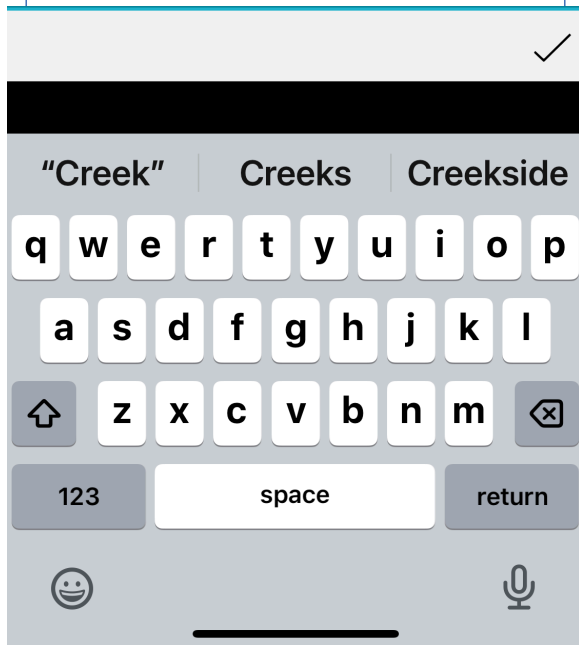 “Creek” Creeks Creekside
q w e r t y u i o p
a s d f g h j k l
z x c v b n m
123 space return